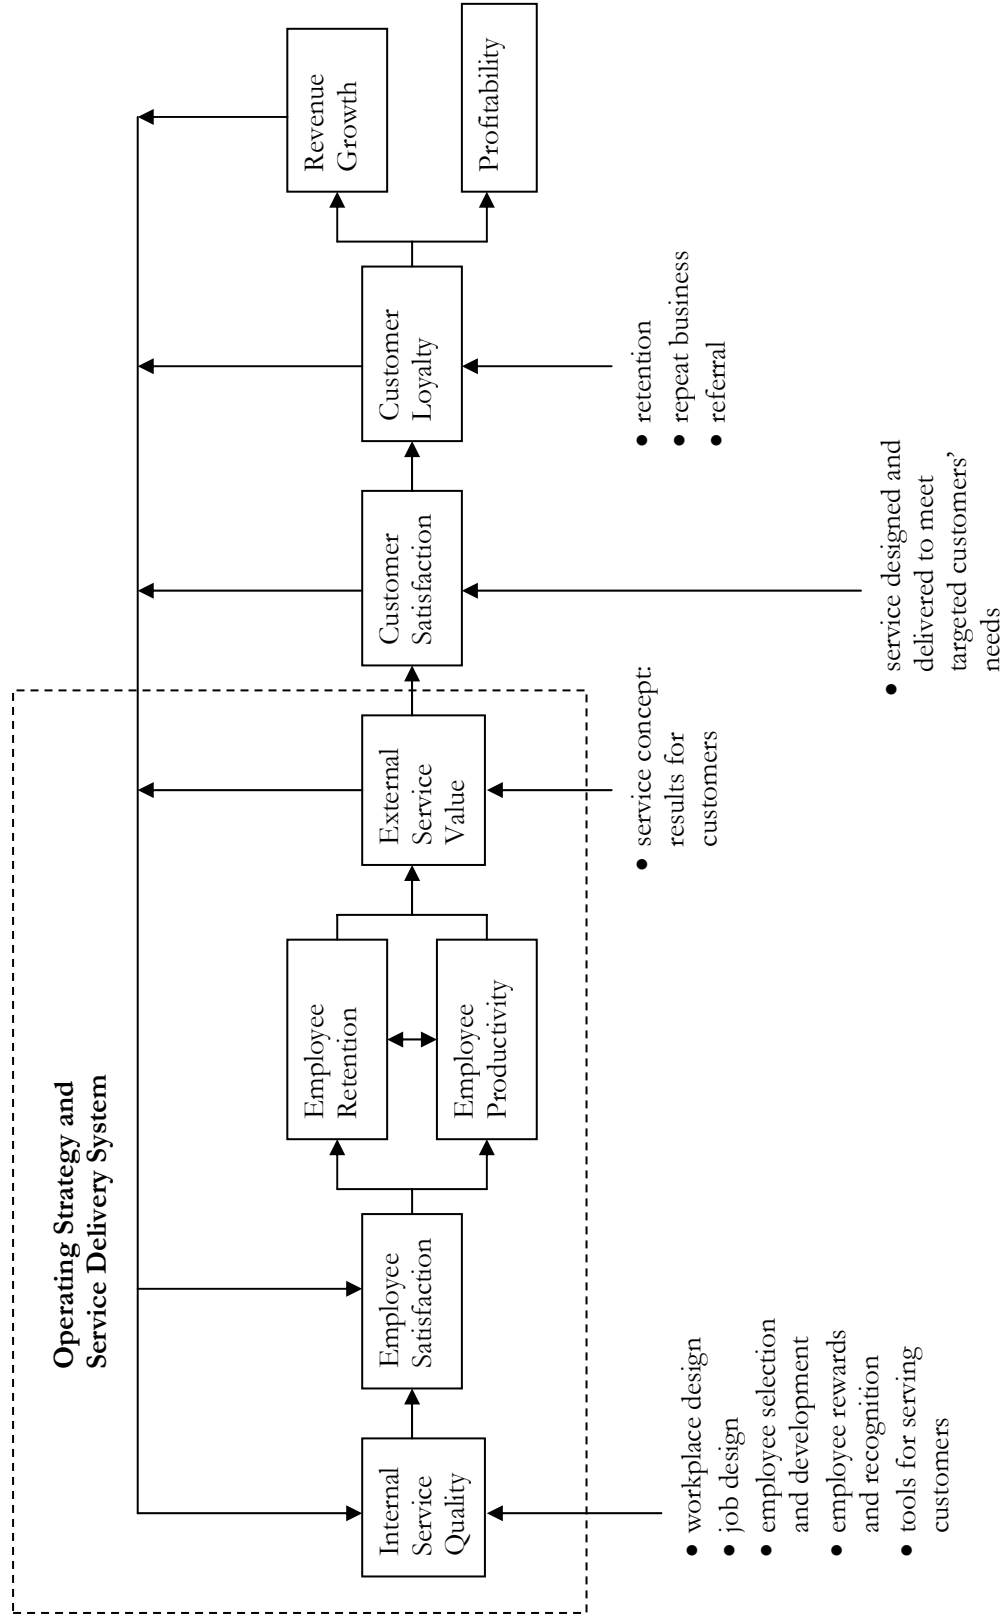 Operating Strategy and
Service Delivery System
Internal
Service
Quality
Employee
Satisfaction
Employee
Retention
Employee
Productivity
External
Service
Value
Customer
Satisfaction
Customer
Loyalty
Revenue
Growth
Profitability
● workplace design
● job design
● employee selection
and development
● employee rewards
and recognition
● tools for serving
customers
● service concept:
results for
customers
● service designed and
delivered to meet
targeted customers’
needs
● retention
● repeat business
● referral